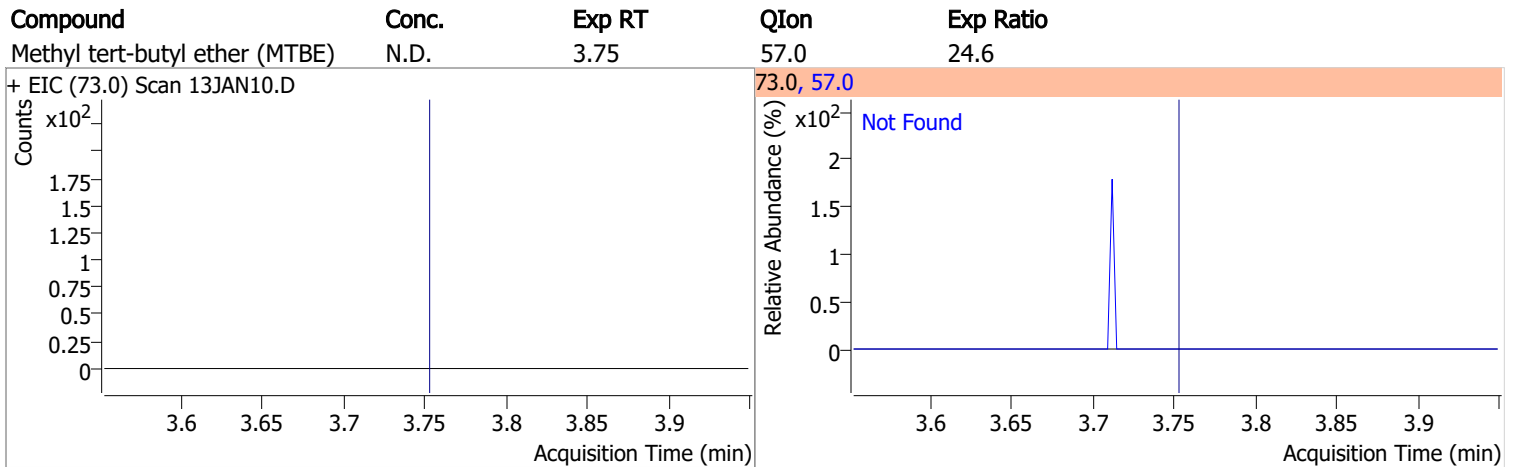 Compound Conc. Exp RT QIon Exp Ratio
Methyl tert-butyl ether (MTBE) N.D. 3.75 57.0 24.6
+ EIC (73.0) Scan 13JAN10.D
Counts
x10²
1.75
1.5
1.25
1
0.75
0.5
0.25
0
3.6 3.65 3.7 3.75 3.8 3.85 3.9
Acquisition Time (min)
73.0, 57.0
Relative Abundance (%)
x10²
Not Found
2
1.5
1
0.5
0
3.6 3.65 3.7 3.75 3.8 3.85 3.9
Acquisition Time (min)